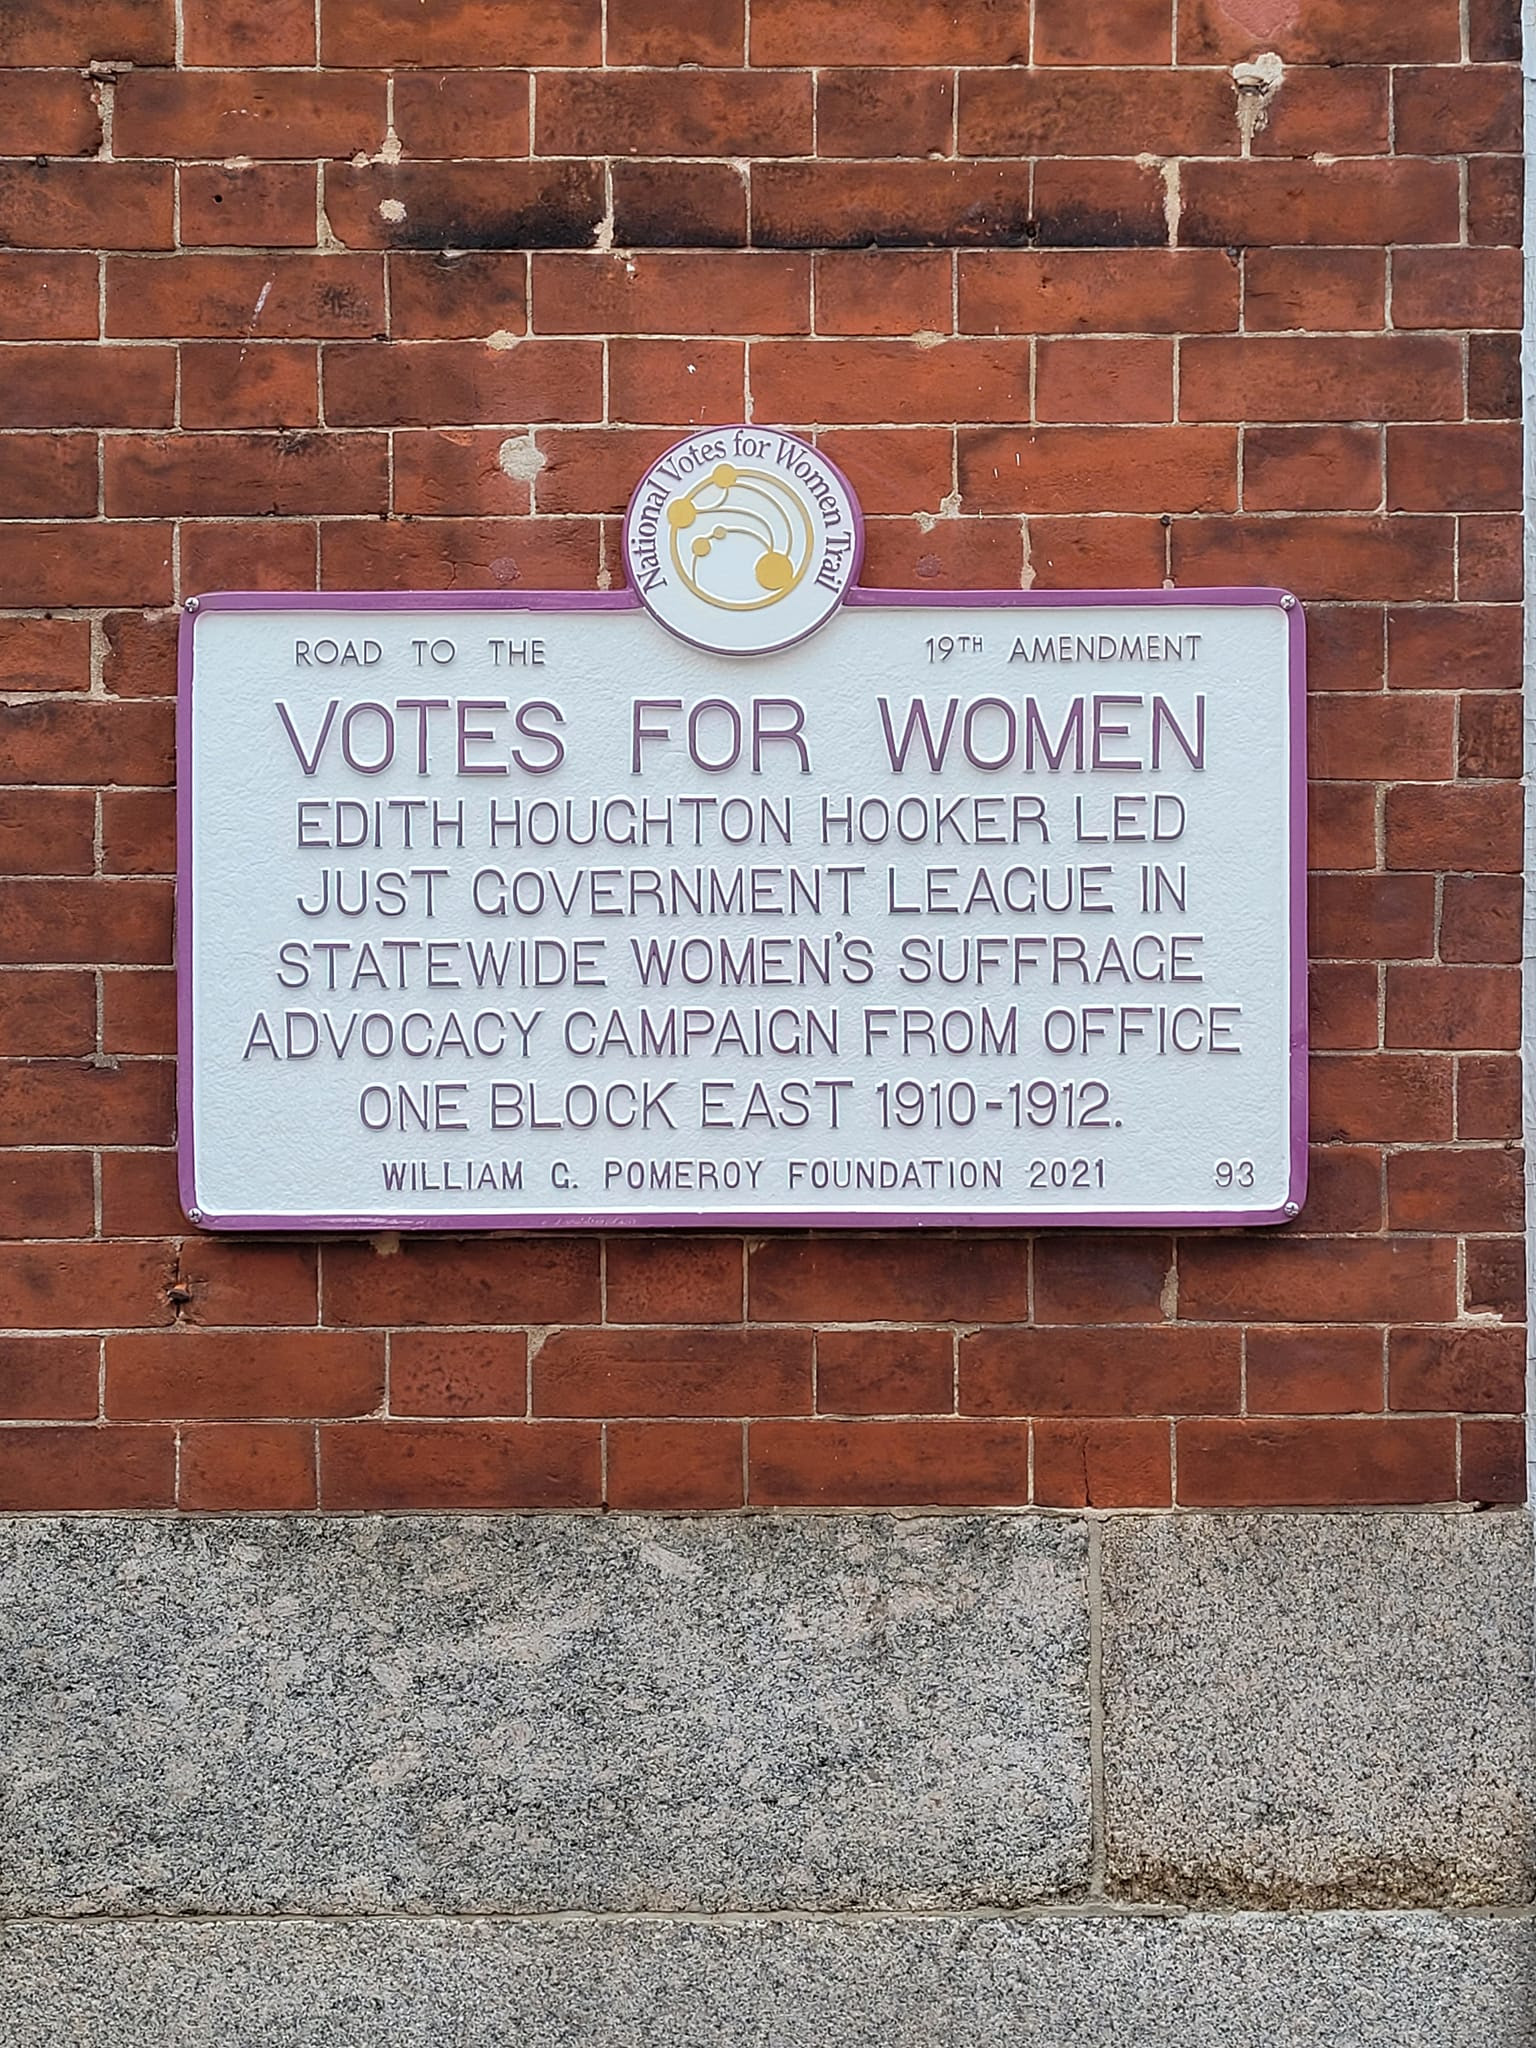 National Votes for Women Trail
ROAD TO THE 19TH AMENDMENT
VOTES FOR WOMEN
EDITH HOUGHTON HOOKER LED
JUST GOVERNMENT LEAGUE IN
STATEWIDE WOMEN'S SUFFRAGE
ADVOCACY CAMPAIGN FROM OFFICE
ONE BLOCK EAST 1910-1912.
WILLIAM G. POMEROY FOUNDATION 2021 93